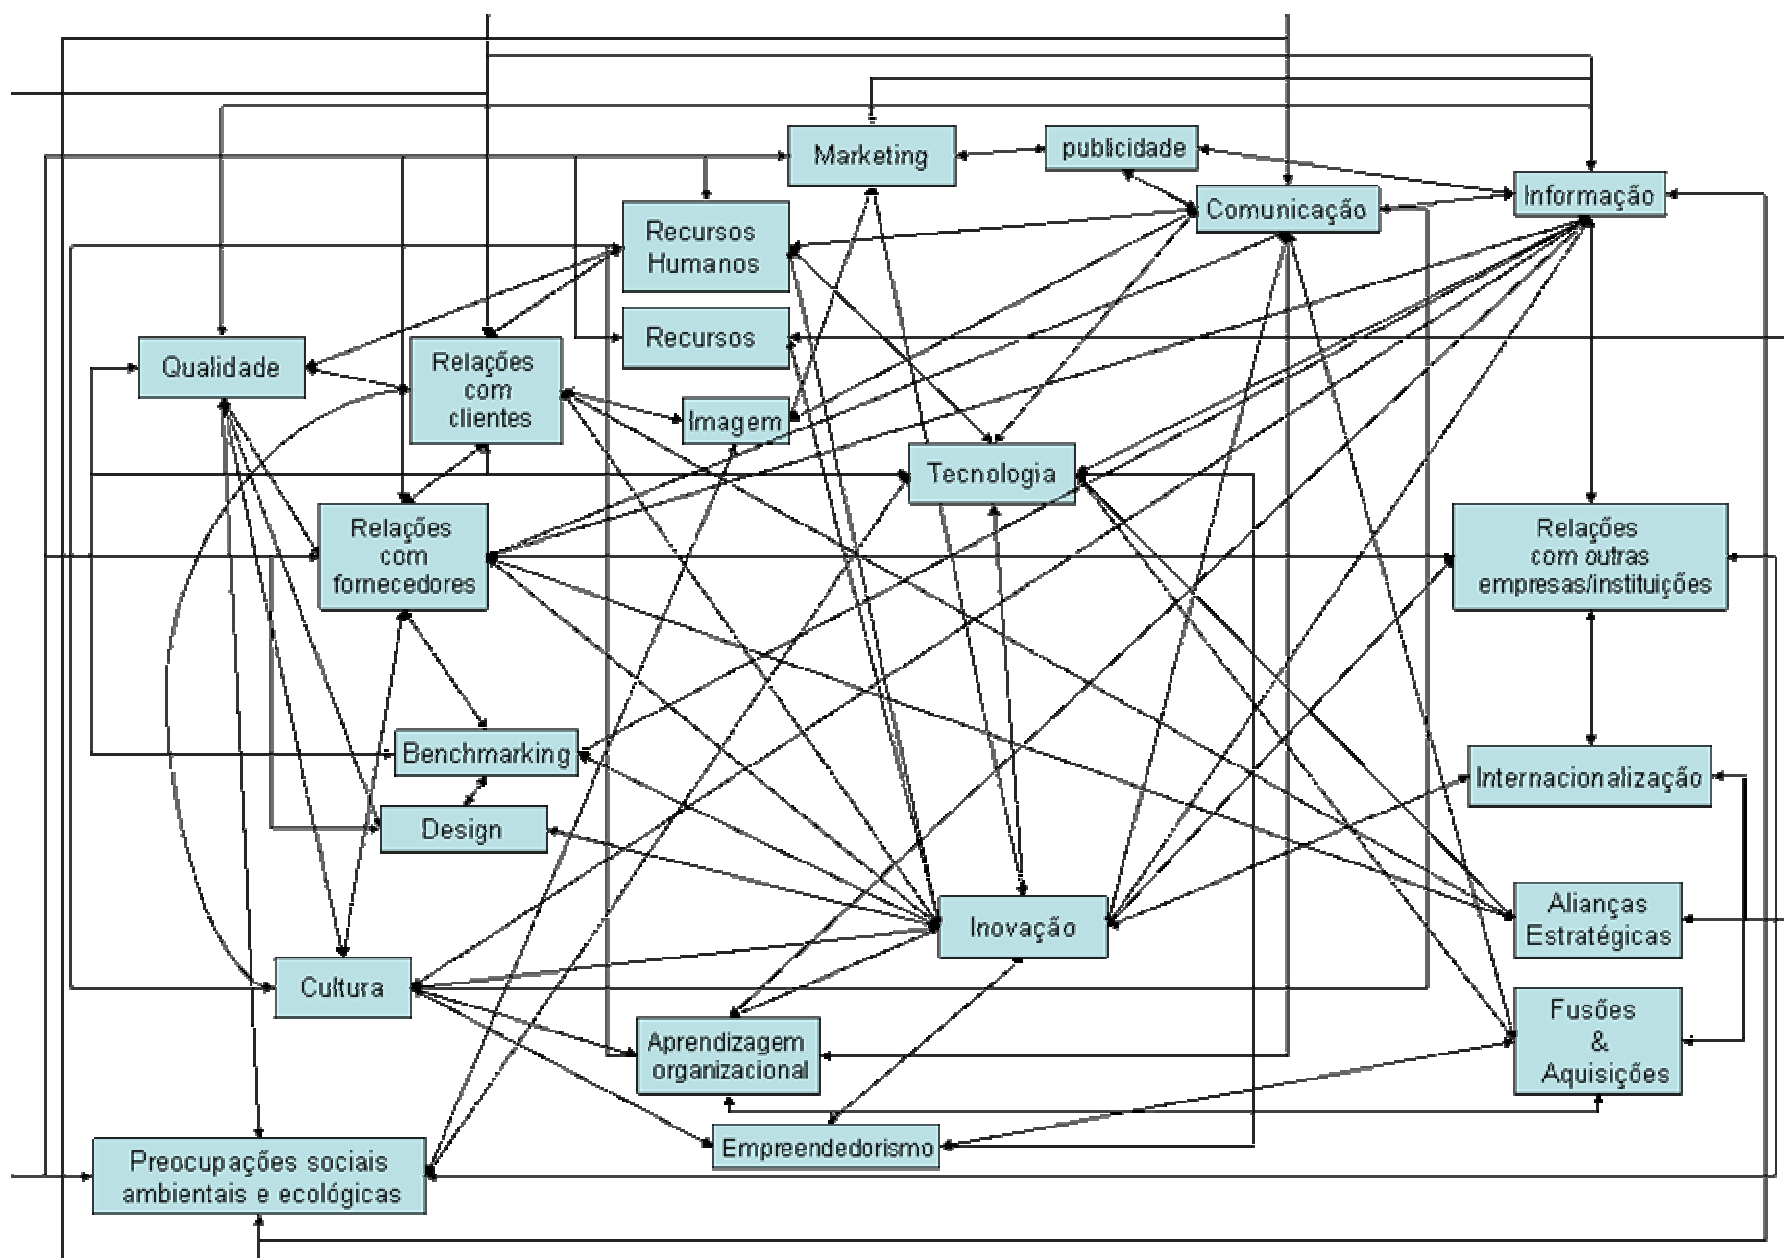 Marketing
publicidade
Informação
Comunicação
Recursos
Humanos
Recursos
Qualidade
Relações
com
clientes
Imagem
Tecnologia
Relações
com
fornecedores
Relações
com outras
empresas/instituições
Benchmarking
Internacionalização
Design
Alianças
Estratégicas
Inovação
Cultura
Fusões
&
Aquisições
Aprendizagem
organizacional
Empreendedorismo
Preocupações sociais
ambientais e ecológicas